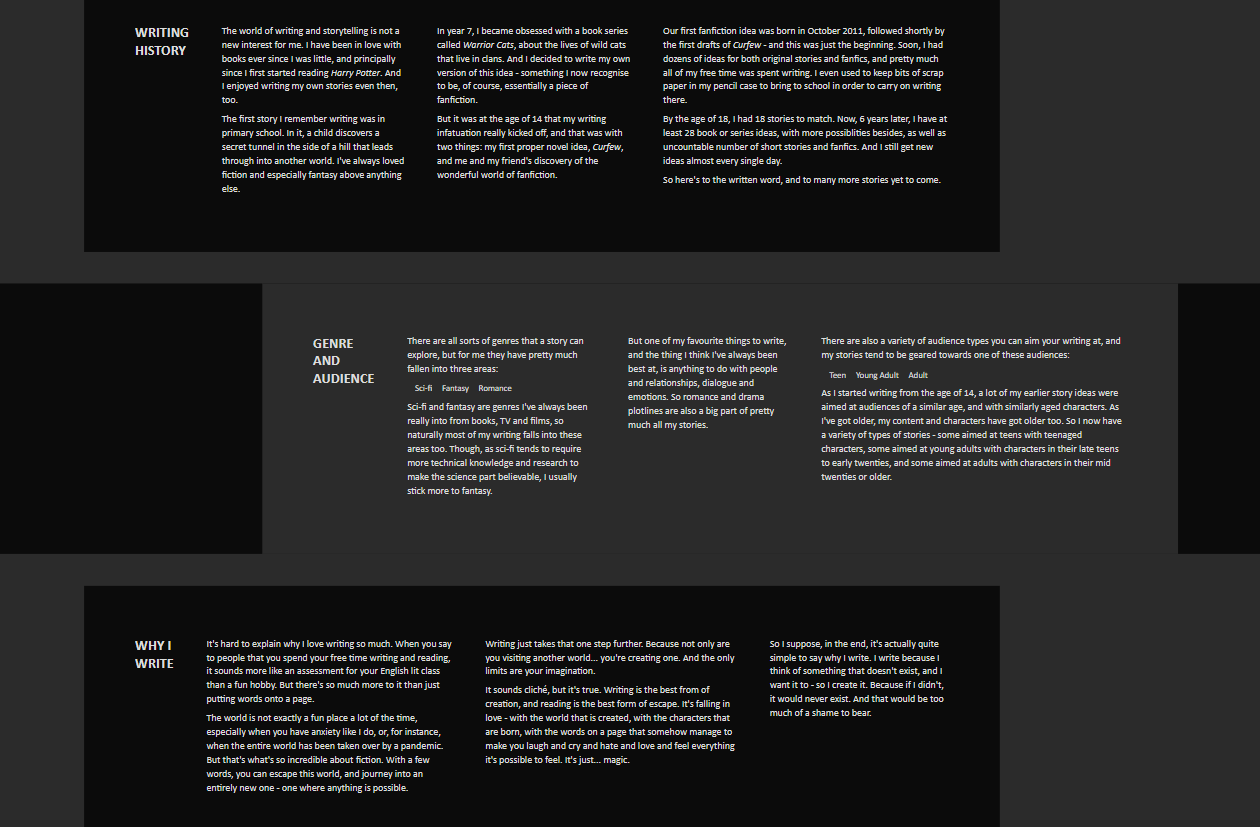 WRITING
HISTORY
The world of writing and storytelling is not a
new interest for me. I have been in love with
books ever since I was little, and principally
since I first started reading Harry Potter. And
I enjoyed writing my own stories even then,
too.
The first story I remember writing was in
primary school. In it, a child discovers a
secret tunnel in the side of a hill that leads
through into another world. I've always loved
fiction and especially fantasy above anything
else.
In year 7, I became obsessed with a book series
called Warrior Cats, about the lives of wild cats
that live in clans. And I decided to write my own
version of this idea - something I now recognise
to be, of course, essentially a piece of
fanfiction.
But it was at the age of 14 that my writing
infatuation really kicked off, and that was with
two things: my first proper novel idea, Curfew,
and me and my friend's discovery of the
wonderful world of fanfiction.
Our first fanfiction idea was born in October 2011, followed shortly by
the first drafts of Curfew - and this was just the beginning. Soon, I had
dozens of ideas for both original stories and fanfics, and pretty much
all of my free time was spent writing. I even used to keep bits of scrap
paper in my pencil case to bring to school in order to carry on writing
there.
By the age of 18, I had 18 stories to match. Now, 6 years later, I have at
least 28 book or series ideas, with more possiblities besides, as well as
uncountable number of short stories and fanfics. And I still get new
ideas almost every single day.
So here's to the written word, and to many more stories yet to come.
GENRE
AND
AUDIENCE
There are all sorts of genres that a story can
explore, but for me they have pretty much
fallen into three areas:
Sci-fi Fantasy Romance
Sci-fi and fantasy are genres I've always been
really into from books, TV and films, so
naturally most of my writing falls into these
areas too. Though, as sci-fi tends to require
more technical knowledge and research to
make the science part believable, I usually
stick more to fantasy.
But one of my favourite things to write,
and the thing I think I've always been
best at, is anything to do with people
and relationships, dialogue and
emotions. So romance and drama
plotlines are also a big part of pretty
much all my stories.
There are also a variety of audience types you can aim your writing at, and
my stories tend to be geared towards one of these audiences:
Teen Young Adult Adult
As I started writing from the age of 14, a lot of my earlier story ideas were
aimed at audiences of a similar age, and with similarly aged characters. As
I've got older, my content and characters have got older too. So I now have
a variety of types of stories - some aimed at teens with teenaged
characters, some aimed at young adults with characters in their late teens
to early twenties, and some aimed at adults with characters in their mid
twenties or older.
WHY I
WRITE
It's hard to explain why I love writing so much. When you say
to people that you spend your free time writing and reading,
it sounds more like an assessment for your English lit class
than a fun hobby. But there's so much more to it than just
putting words onto a page.
The world is not exactly a fun place a lot of the time,
especially when you have anxiety like I do, or, for instance,
when the entire world has been taken over by a pandemic.
But that's what's so incredible about fiction. With a few
words, you can escape this world, and journey into an
entirely new one - one where anything is possible.
Writing just takes that one step further. Because not only are
you visiting another world... you're creating one. And the only
limits are your imagination.
It sounds cliché, but it's true. Writing is the best from of
creation, and reading is the best form of escape. It's falling in
love - with the world that is created, with the characters that
are born, with the words on a page that somehow manage to
make you laugh and cry and hate and love and feel everything
it's possible to feel. It's just... magic.
So I suppose, in the end, it's actually quite
simple to say why I write. I write because I
think of something that doesn't exist, and I
want it to - so I create it. Because if I didn't,
it would never exist. And that would be too
much of a shame to bear.